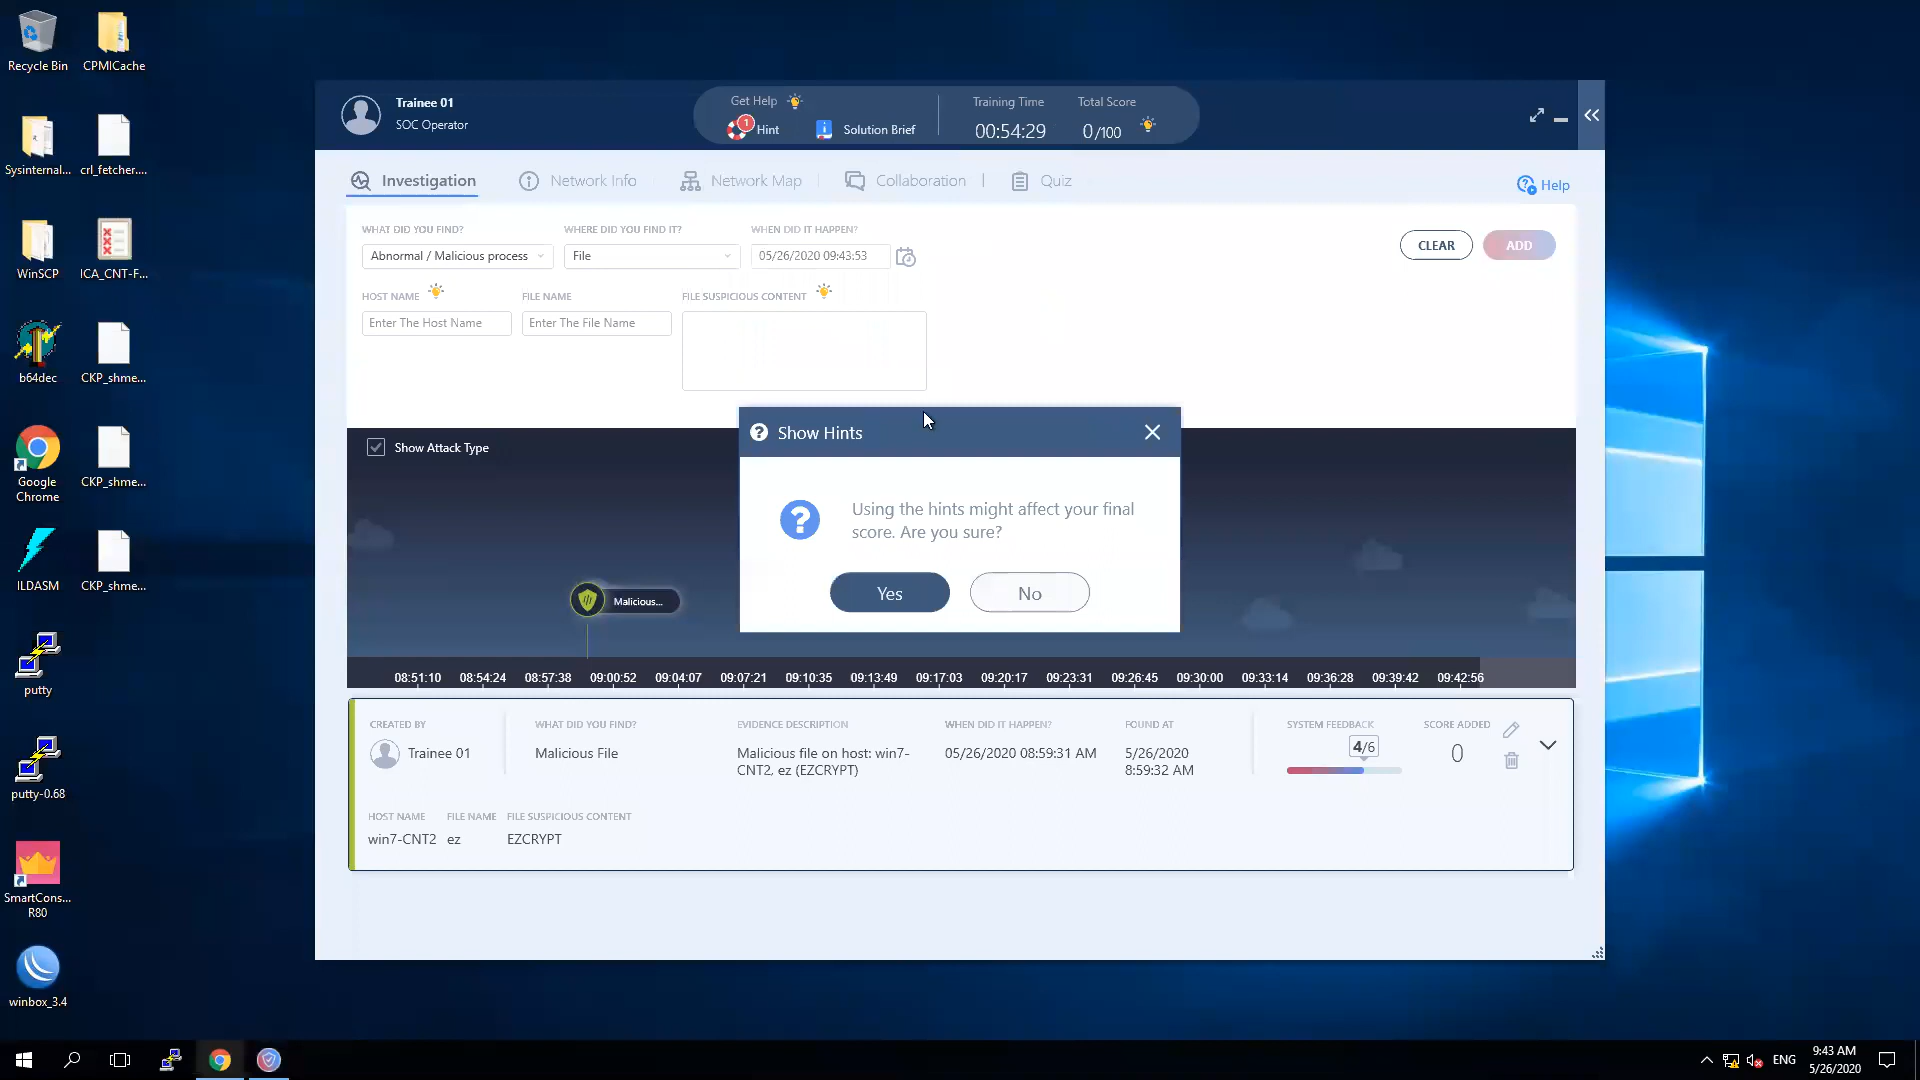 Recycle Bin
CPMICache
Sysinternal...
crl_fetcher....
WinSCP
ICA_CNT-F...
b64dec
CKP_shme...
Google
Chrome
CKP_shme...
ILDASM
CKP_shme...
putty
putty-0.68
SmartCons...
R80
winbox_3.4
Trainee 01
SOC Operator
Get Help
1
Hint
Solution Brief
Training Time
00:54:29
Total Score
0/100
Investigation
Network Info
Network Map
Collaboration
Quiz
Help
WHAT DID YOU FIND?
WHERE DID YOU FIND IT?
WHEN DID IT HAPPEN?
Abnormal / Malicious process
File
05/26/2020 09:43:53
CLEAR
ADD
HOST NAME
FILE NAME
FILE SUSPICIOUS CONTENT
Enter The Host Name
Enter The File Name
Show Attack Type
Show Hints
Using the hints might affect your final
score. Are you sure?
Yes
No
Malicious...
08:51:10 08:54:24 08:57:38 09:00:52 09:04:07 09:07:21 09:10:35 09:13:49 09:17:03 09:20:17 09:23:31 09:26:45 09:30:00 09:33:14 09:36:28 09:39:42 09:42:56
CREATED BY
WHAT DID YOU FIND?
EVIDENCE DESCRIPTION
WHEN DID IT HAPPEN?
FOUND AT
SYSTEM FEEDBACK
SCORE ADDED
Trainee 01
Malicious File
Malicious file on host: win7-
CNT2, ez (EZCRYPT)
05/26/2020 08:59:31 AM
5/26/2020
8:59:32 AM
4/6
0
HOST NAME
FILE NAME
FILE SUSPICIOUS CONTENT
win7-CNT2
ez
EZCRYPT
ENG
9:43 AM
5/26/2020